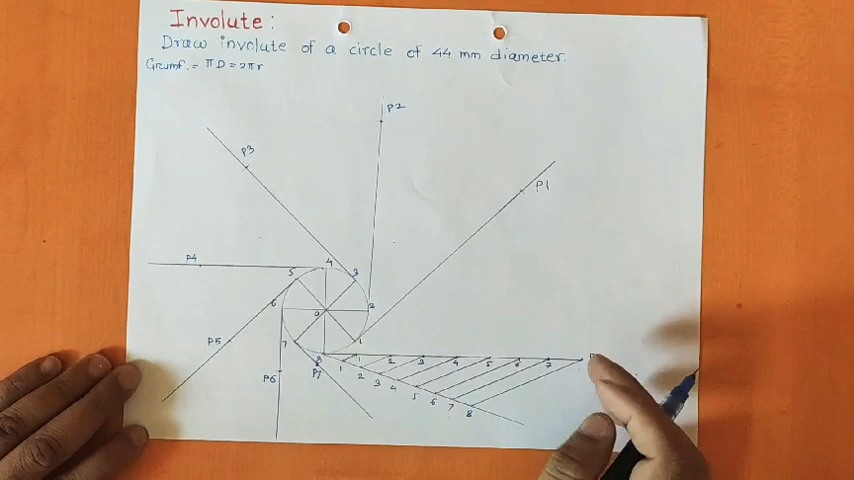 Involute:
Draw involute of a circle of 44 mm diameter.
Circumf. = πD = 2πr
P2
P3
P1
P4
4
5
3
6
2
0
P5
7
1
8
1 2 3 4 5 6 7 P
P6
P7
1 2 3 4 5 6 7 8